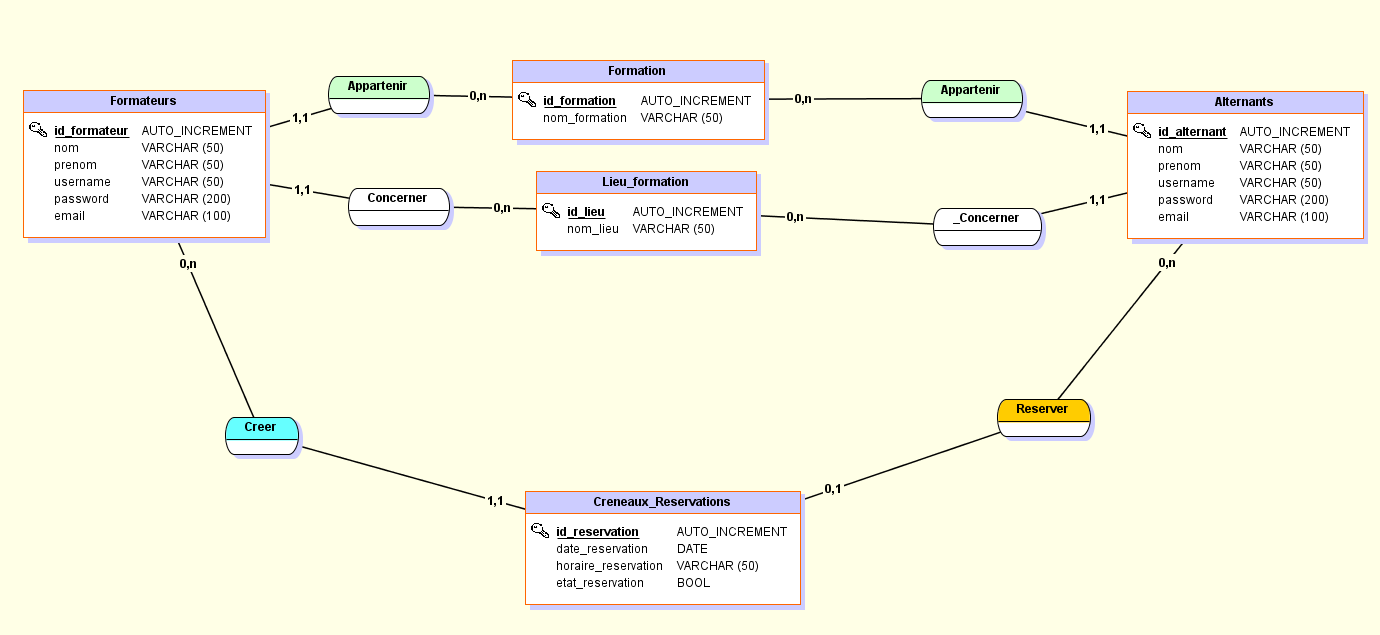 Formateurs
id_formateur AUTO_INCREMENT
nom VARCHAR (50)
prenom VARCHAR (50)
username VARCHAR (50)
password VARCHAR (200)
email VARCHAR (100)
1,1
Appartenir
0,n
Formation
id_formation AUTO_INCREMENT
nom_formation VARCHAR (50)
0,n
Appartenir
1,1
Alternants
id_alternant AUTO_INCREMENT
nom VARCHAR (50)
prenom VARCHAR (50)
username VARCHAR (50)
password VARCHAR (200)
email VARCHAR (100)
1,1
Concerner
0,n
Lieu_formation
id_lieu AUTO_INCREMENT
nom_lieu VARCHAR (50)
0,n
_Concerner
1,1
0,n
Creer
1,1
0,n
Reserver
0,1
Creneaux_Reservations
id_reservation AUTO_INCREMENT
date_reservation DATE
horaire_reservation VARCHAR (50)
etat_reservation BOOL